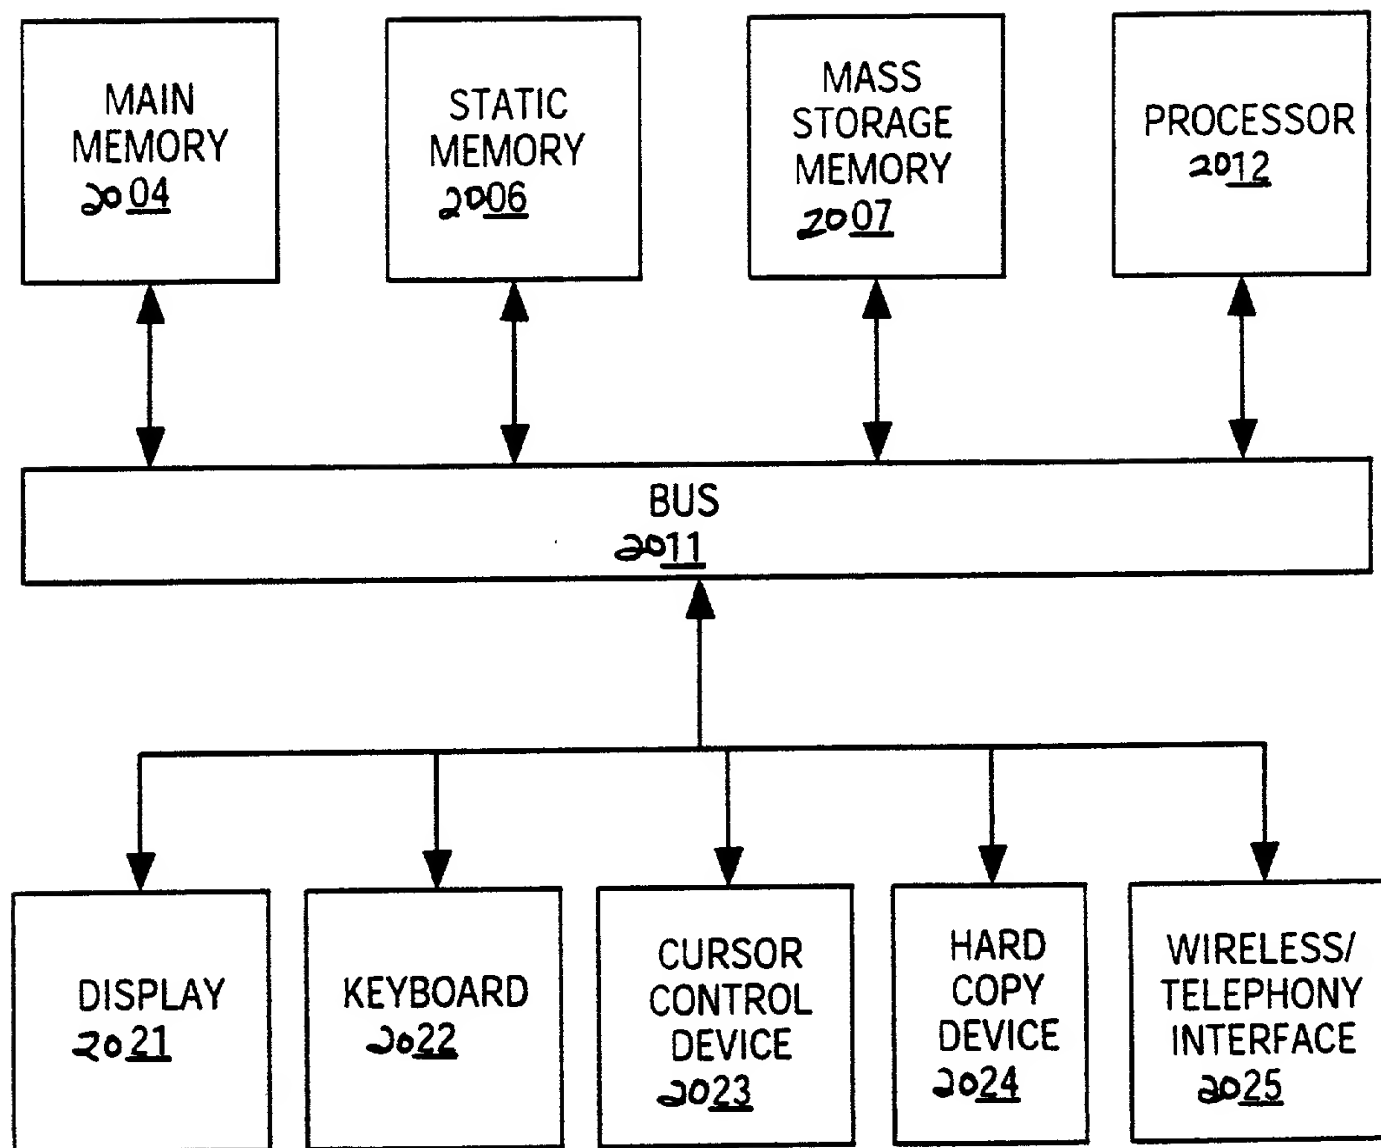 MAIN
MEMORY
2004
STATIC
MEMORY
2006
MASS
STORAGE
MEMORY
2007
PROCESSOR
2012
BUS
2011
DISPLAY
2021
KEYBOARD
2022
CURSOR
CONTROL
DEVICE
2023
HARD
COPY
DEVICE
2024
WIRELESS/
TELEPHONY
INTERFACE
2025